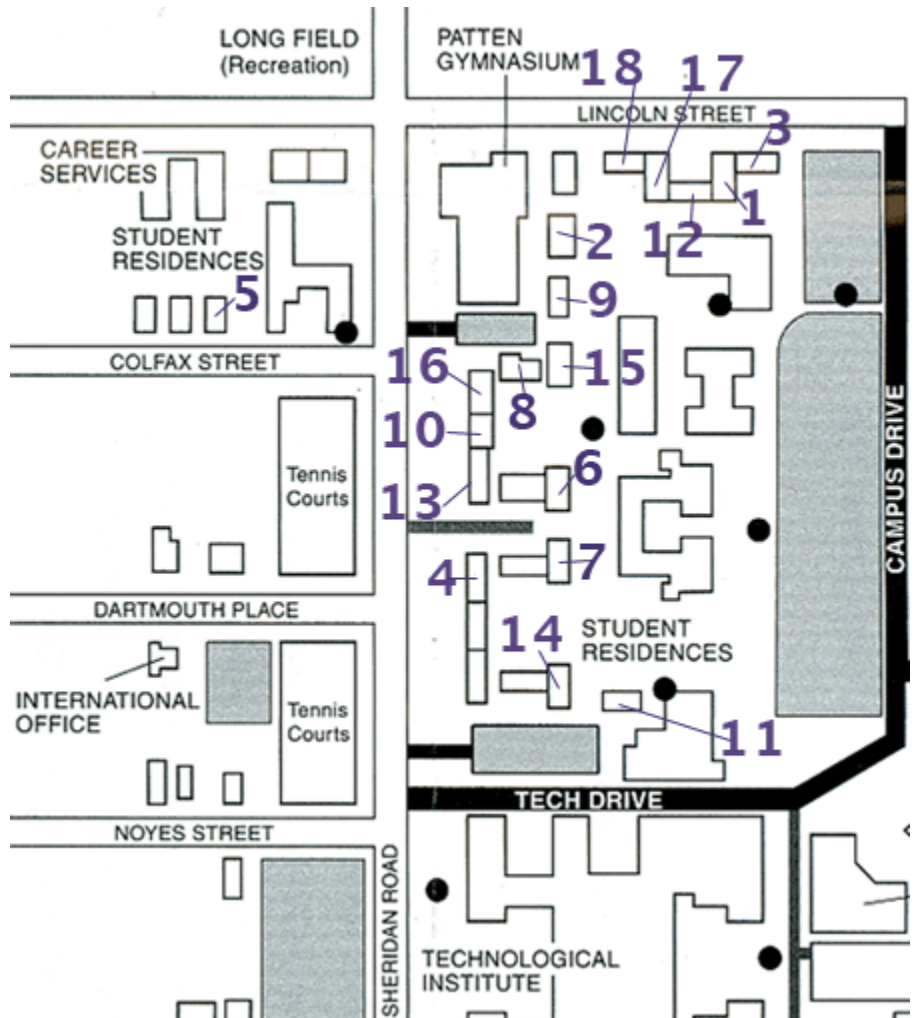 LONG FIELD
(Recreation)
PATTEN
GYMNASIUM
18
17
LINCOLN STREET
3
CAREER
SERVICES
1
2
12
STUDENT
RESIDENCES
5
9
COLFAX STREET
16
15
8
10
Tennis
Courts
6
13
CAMPUS DRIVE
4
7
DARTMOUTH PLACE
14
STUDENT
RESIDENCES
INTERNATIONAL
OFFICE
Tennis
Courts
11
TECH DRIVE
NOYES STREET
SHERIDAN ROAD
TECHNOLOGICAL
INSTITUTE